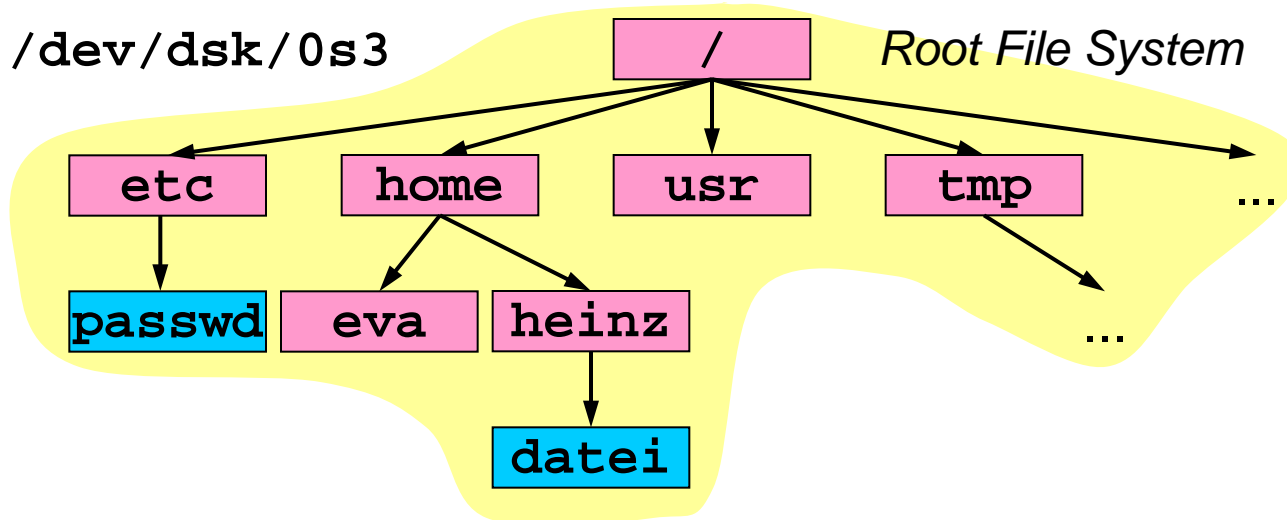 /dev/dsk/0s3 / Root File System
etc home usr tmp ...
passwd eva heinz ...
datei